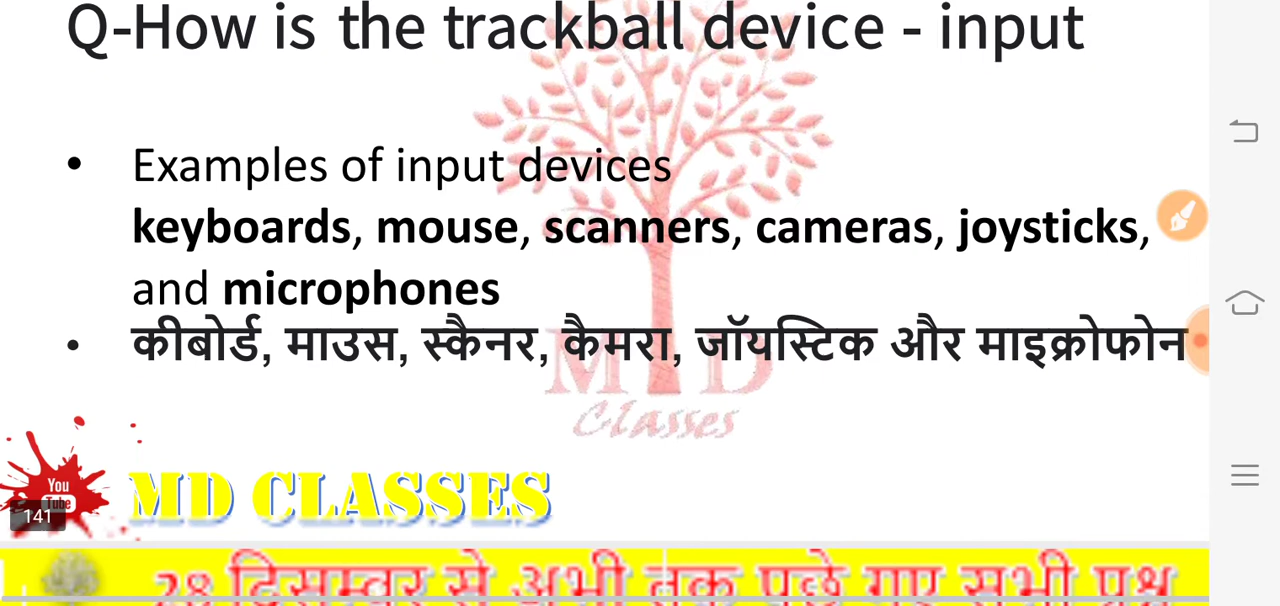 Q-How is the trackball device - input
• Examples of input devices
keyboards, mouse, scanners, cameras, joysticks,
and microphones
• कीबोर्ड, माउस, स्कैनर, कैमरा, जॉयस्टिक और माइक्रोफोन
MD
Classes
You
Tube
141
MD CLASSES
28 दिसम्बर से अभी तक पूछे गए सभी प्रश्न